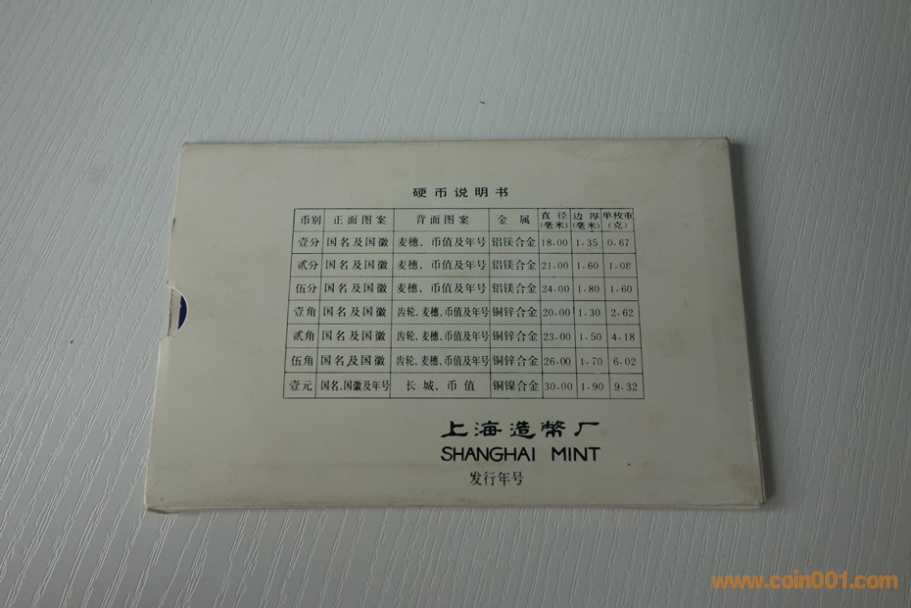 硬币说明书
币别 正面图案 背面图案 金属 直径(毫米) 边厚(毫米) 单枚重(克)
壹分 国名及国徽 麦穗、币值及年号 铝镁合金 18.00 1.35 0.67
贰分 国名及国徽 麦穗、币值及年号 铝镁合金 21.00 1.60 1.08
伍分 国名及国徽 麦穗、币值及年号 铝镁合金 24.00 1.80 1.60
壹角 国名及国徽 齿轮、麦穗、币值及年号 铜锌合金 20.00 1.30 2.62
贰角 国名及国徽 齿轮、麦穗、币值及年号 铜锌合金 23.00 1.50 4.18
伍角 国名及国徽 齿轮、麦穗、币值及年号 铜锌合金 26.00 1.70 6.02
壹元 国名、国徽及年号 长城、币值 铜镍合金 30.00 1.90 9.32
上海造幣厂
SHANGHAI MINT
发行年号
www.coin001.com